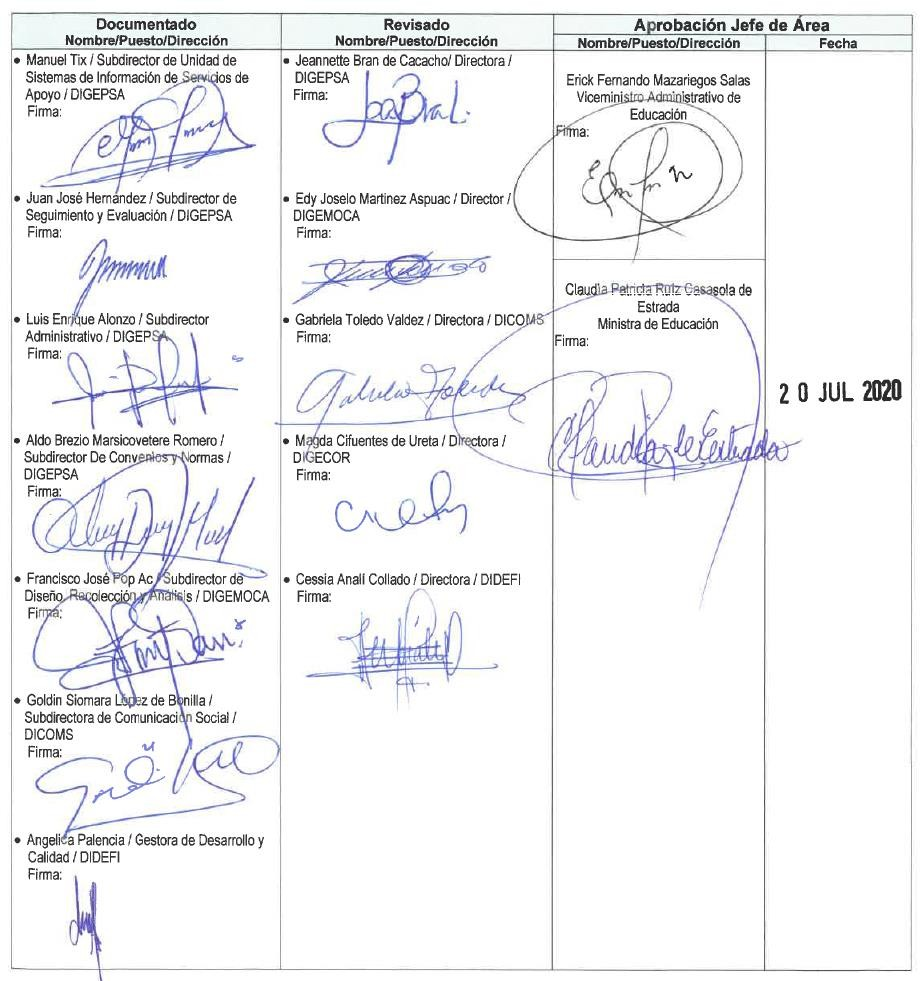 Documentado
Nombre/Puesto/Dirección
• Manuel Tix / Subdirector de Unidad de
Sistemas de Información de Servicios de
Apoyo / DIGEPSA
Firma:
• Juan José Hernández / Subdirector de
Seguimiento y Evaluación / DIGEPSA
Firma:
• Luis Enrique Alonzo / Subdirector
Administrativo / DIGEPSA
Firma:
• Aldo Brezio Marsicovetere Romero /
Subdirector De Convenios y Normas /
DIGEPSA
Firma:
• Francisco José Pop Ac / Subdirector de
Diseño, Recolección y Análisis / DIGEMOCA
Firma:
• Goldin Siomara López de Bonilla /
Subdirectora de Comunicación Social /
DICOMS
Firma:
• Angelica Palencia / Gestora de Desarrollo y
Calidad / DIDEFI
Firma:
Revisado
Nombre/Puesto/Dirección
• Jeannette Bran de Cacacho/ Directora /
DIGEPSA
Firma:
• Edy Joselo Martinez Aspuac / Director /
DIGEMOCA
Firma:
• Gabriela Toledo Valdez / Directora / DICOMS
Firma:
• Magda Cifuentes de Ureta / Directora /
DIGECOR
Firma:
• Cessia Analí Collado / Directora / DIDEFI
Firma:
Aprobación Jefe de Área
Nombre/Puesto/Dirección
Erick Fernando Mazariegos Salas
Viceministro Administrativo de
Educación
Firma:
Claudia Patricia Ruiz Casasola de
Estrada
Ministra de Educación
Firma:
Claudia de Estrada
Fecha
20 JUL 2020